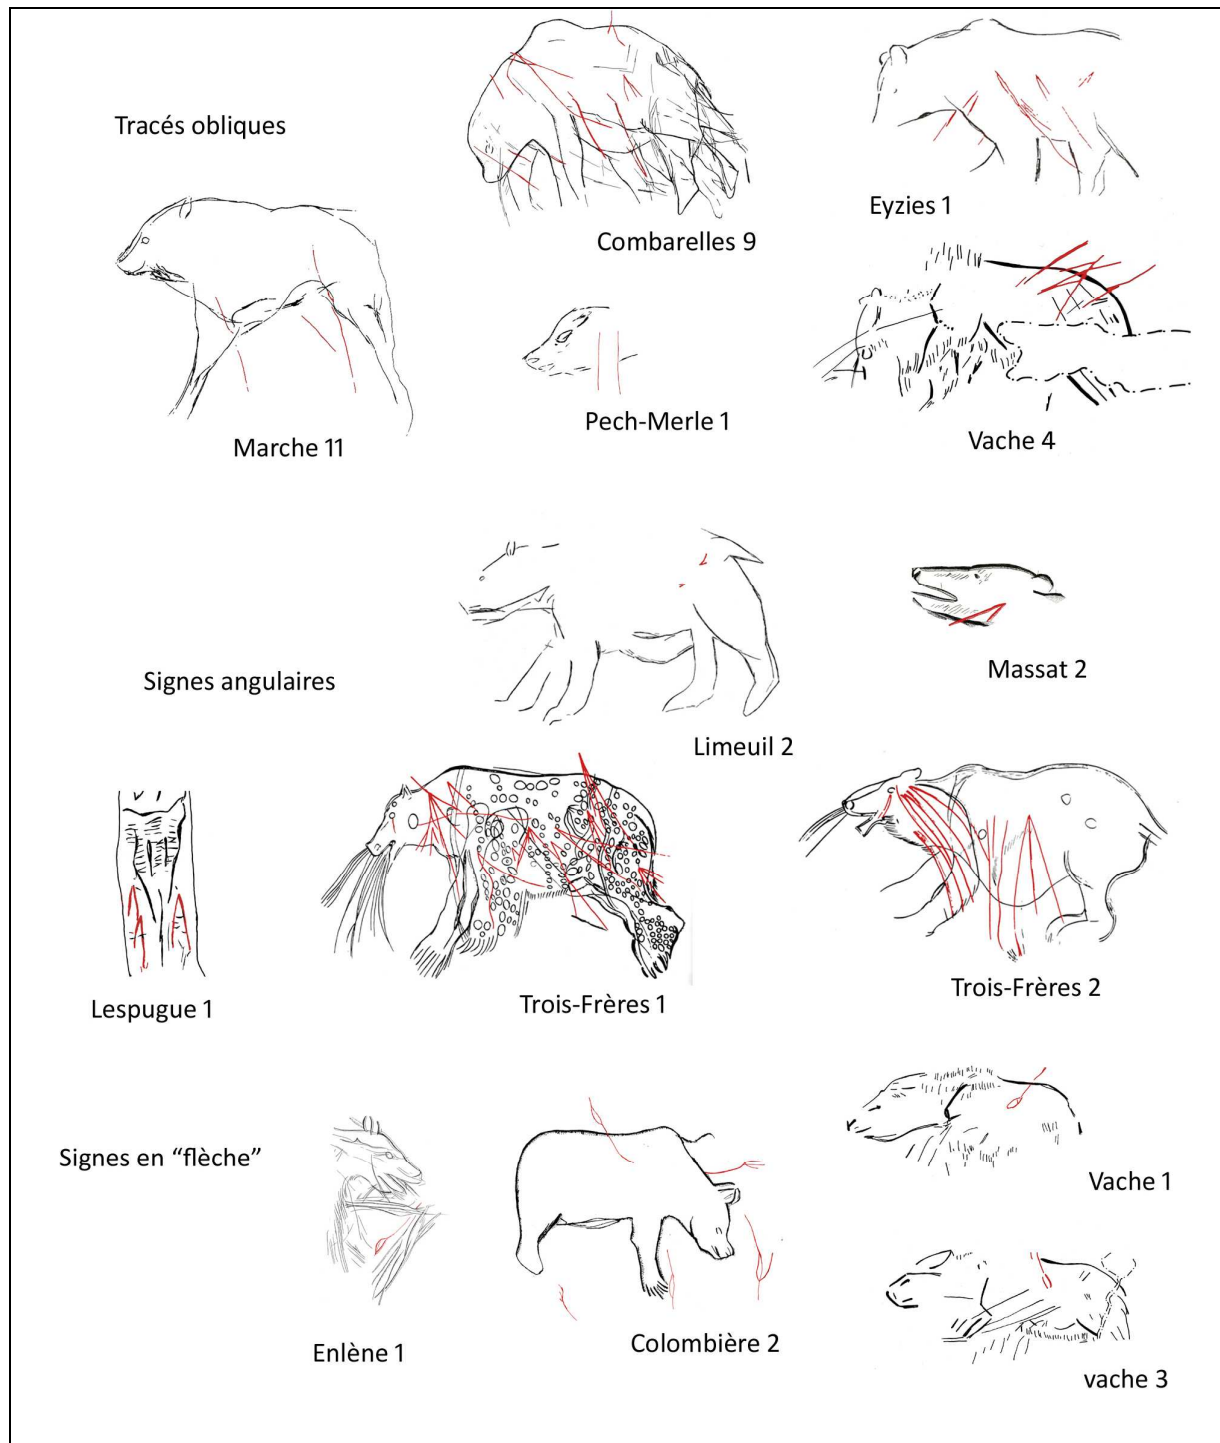 Tracés obliques
Combarelles 9
Eyzies 1
Marche 11
Pech-Merle 1
Vache 4
Signes angulaires
Limeuil 2
Massat 2
Lespugue 1
Trois-Frères 1
Trois-Frères 2
Signes en “flèche”
Enlène 1
Colombière 2
Vache 1
vache 3